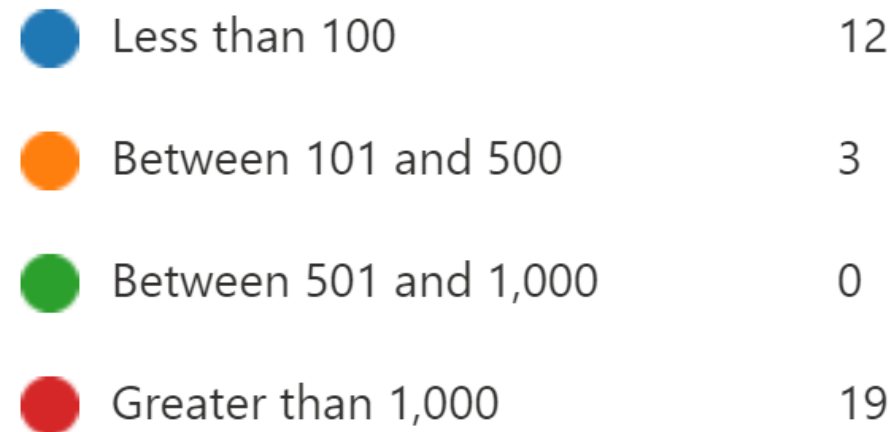 Less than 100 12
Between 101 and 500 3
Between 501 and 1,000 0
Greater than 1,000 19